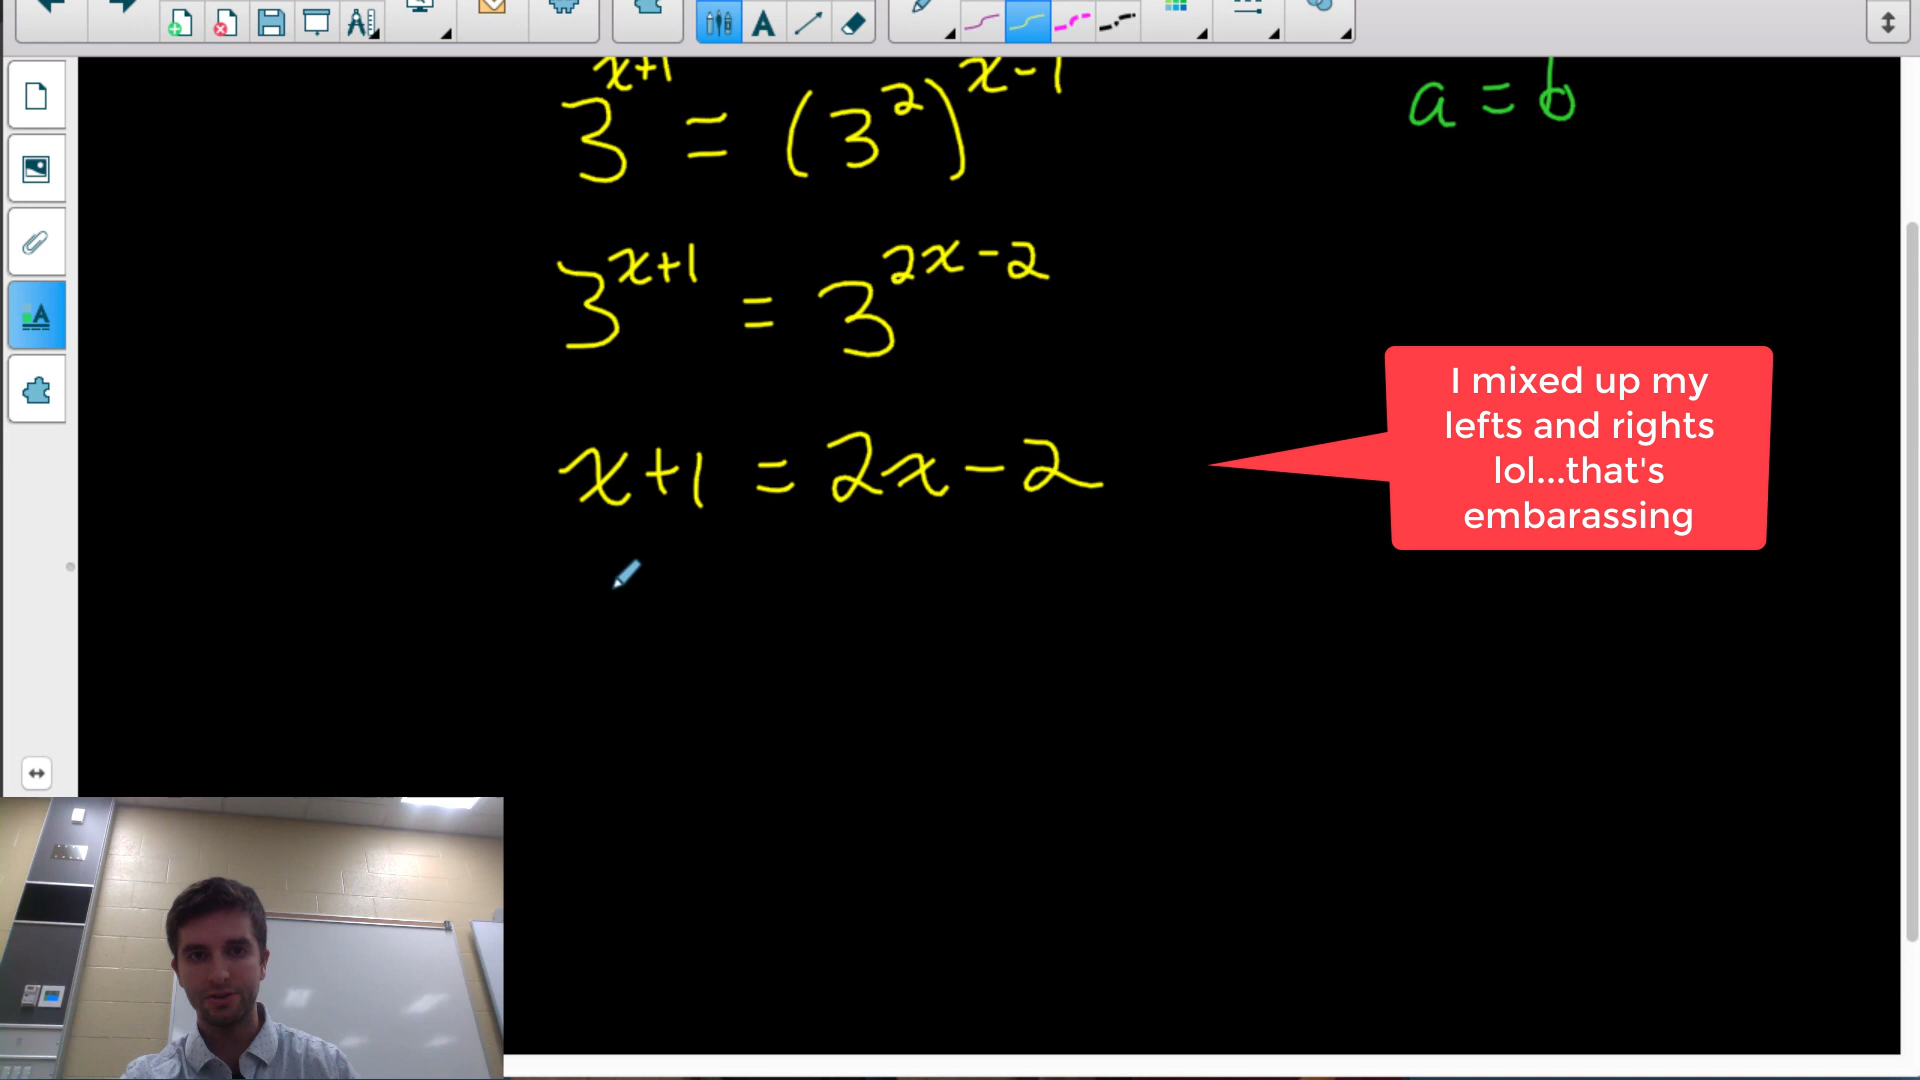 3^{x+1} = (3^2)^{x-1}
a = b
3^{x+1} = 3^{2x-2}
x+1 = 2x-2
I mixed up my
lefts and rights
lol...that's
embarassing